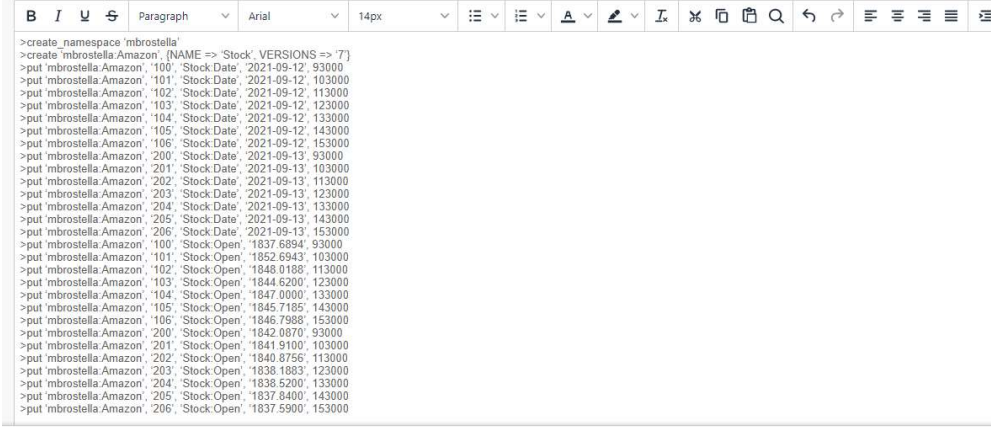 B I U S Paragraph Arial 14px A
>create_namespace ‘mbrostella’
>create ‘mbrostella:Amazon’, {NAME => ‘Stock’, VERSIONS => ‘7’}
>put ‘mbrostella:Amazon’, ‘100’, ‘Stock:Date’, ‘2021-09-12’, 93000
>put ‘mbrostella:Amazon’, ‘101’, ‘Stock:Date’, ‘2021-09-12’, 103000
>put ‘mbrostella:Amazon’, ‘102’, ‘Stock:Date’, ‘2021-09-12’, 113000
>put ‘mbrostella:Amazon’, ‘103’, ‘Stock:Date’, ‘2021-09-12’, 123000
>put ‘mbrostella:Amazon’, ‘104’, ‘Stock:Date’, ‘2021-09-12’, 133000
>put ‘mbrostella:Amazon’, ‘105’, ‘Stock:Date’, ‘2021-09-12’, 143000
>put ‘mbrostella:Amazon’, ‘106’, ‘Stock:Date’, ‘2021-09-12’, 153000
>put ‘mbrostella:Amazon’, ‘200’, ‘Stock:Date’, ‘2021-09-13’, 93000
>put ‘mbrostella:Amazon’, ‘201’, ‘Stock:Date’, ‘2021-09-13’, 103000
>put ‘mbrostella:Amazon’, ‘202’, ‘Stock:Date’, ‘2021-09-13’, 113000
>put ‘mbrostella:Amazon’, ‘203’, ‘Stock:Date’, ‘2021-09-13’, 123000
>put ‘mbrostella:Amazon’, ‘204’, ‘Stock:Date’, ‘2021-09-13’, 133000
>put ‘mbrostella:Amazon’, ‘205’, ‘Stock:Date’, ‘2021-09-13’, 143000
>put ‘mbrostella:Amazon’, ‘206’, ‘Stock:Date’, ‘2021-09-13’, 153000
>put ‘mbrostella:Amazon’, ‘100’, ‘Stock:Open’, ‘1837.6894’, 93000
>put ‘mbrostella:Amazon’, ‘101’, ‘Stock:Open’, ‘1852.6943’, 103000
>put ‘mbrostella:Amazon’, ‘102’, ‘Stock:Open’, ‘1848.0188’, 113000
>put ‘mbrostella:Amazon’, ‘103’, ‘Stock:Open’, ‘1844.6200’, 123000
>put ‘mbrostella:Amazon’, ‘104’, ‘Stock:Open’, ‘1847.0000’, 133000
>put ‘mbrostella:Amazon’, ‘105’, ‘Stock:Open’, ‘1845.7185’, 143000
>put ‘mbrostella:Amazon’, ‘106’, ‘Stock:Open’, ‘1846.7988’, 153000
>put ‘mbrostella:Amazon’, ‘200’, ‘Stock:Open’, ‘1842.0870’, 93000
>put ‘mbrostella:Amazon’, ‘201’, ‘Stock:Open’, ‘1841.9100’, 103000
>put ‘mbrostella:Amazon’, ‘202’, ‘Stock:Open’, ‘1840.8756’, 113000
>put ‘mbrostella:Amazon’, ‘203’, ‘Stock:Open’, ‘1838.1883’, 123000
>put ‘mbrostella:Amazon’, ‘204’, ‘Stock:Open’, ‘1838.5200’, 133000
>put ‘mbrostella:Amazon’, ‘205’, ‘Stock:Open’, ‘1837.8400’, 143000
>put ‘mbrostella:Amazon’, ‘206’, ‘Stock:Open’, ‘1837.5900’, 153000